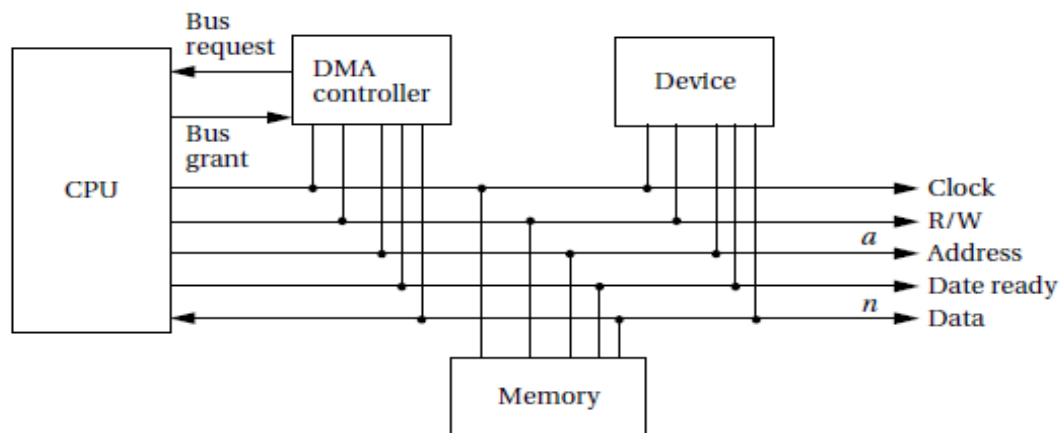 Bus
request
DMA
controller
Device
Bus
grant
CPU
Clock
R/W
a
Address
Date ready
n
Data
Memory